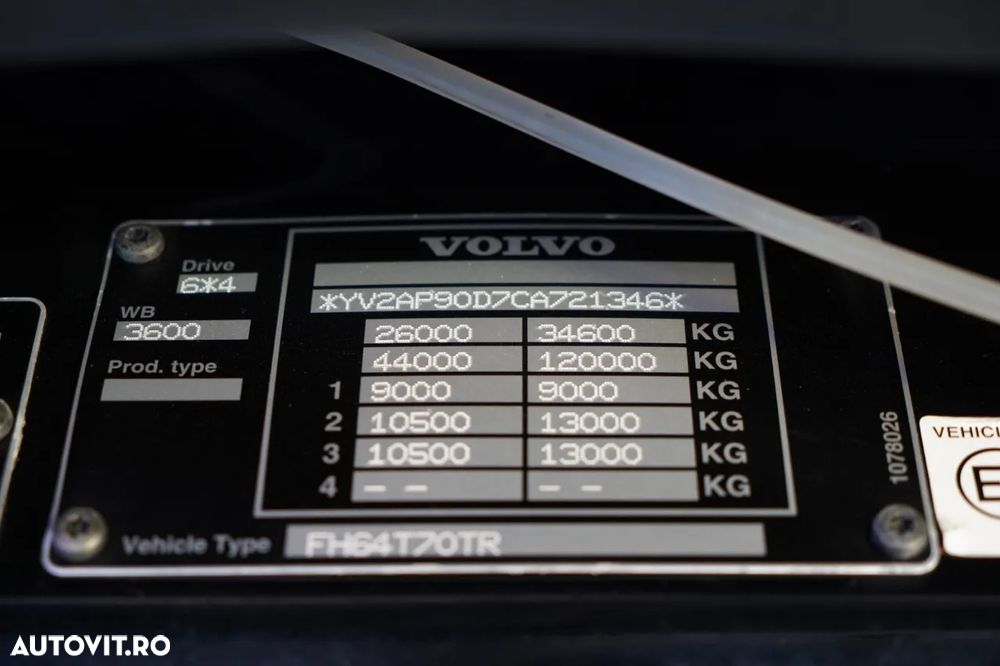 VOLVO
Drive
6*4
*YV2AP90D7CA721346*
WB
3600
26000 34600 KG
44000 120000 KG
Prod. type
1 9000 9000 KG
2 10500 13000 KG
3 10500 13000 KG
4 -- -- KG
1078026
Vehicle Type FH64T70TR
VEHICL
E
AUTOVIT.RO